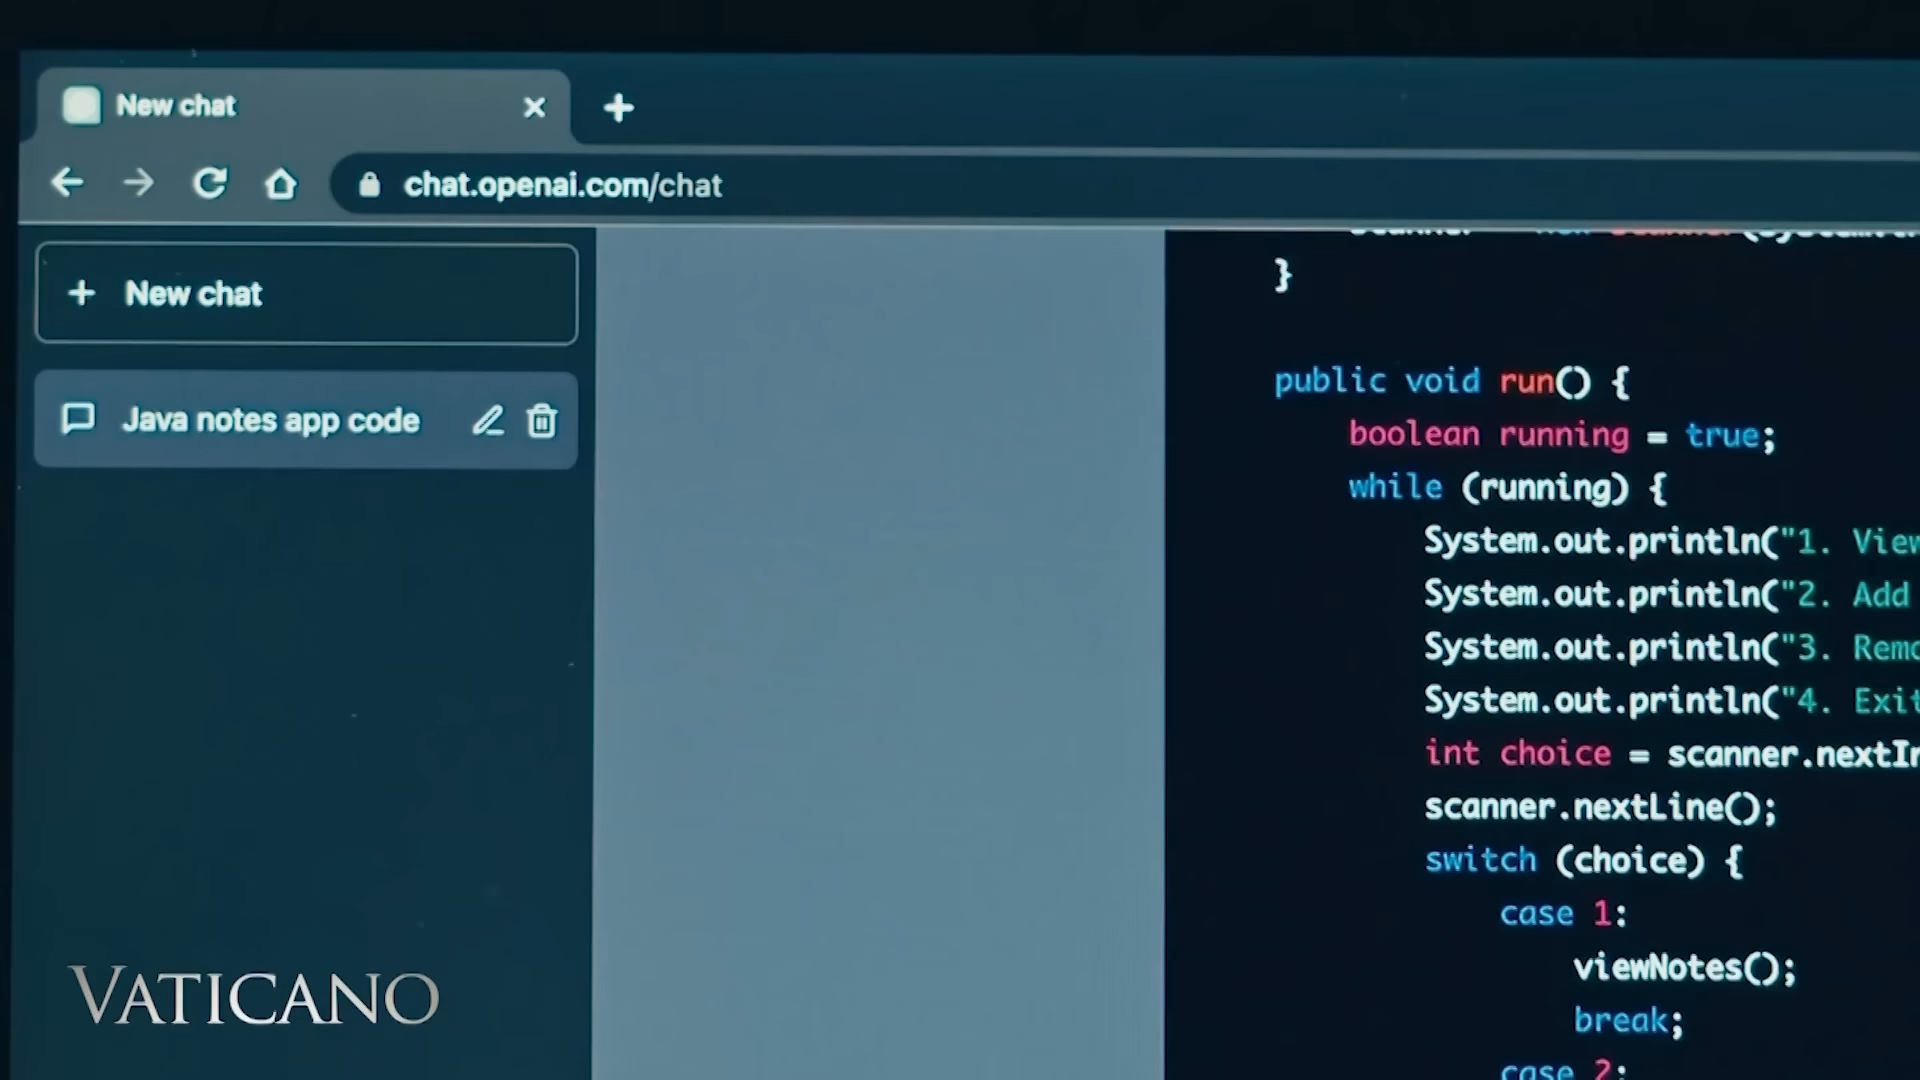 New chat
chat.openai.com/chat
New chat
Java notes app code
}
public void run() {
boolean running = true;
while (running) {
System.out.println("1. View
System.out.println("2. Add
System.out.println("3.
System.out.println("4. Exit
int choice = scanner.
scanner.nextLine();
switch (choice) {
case 1:
viewNotes();
break;
case 2:
VATICANO